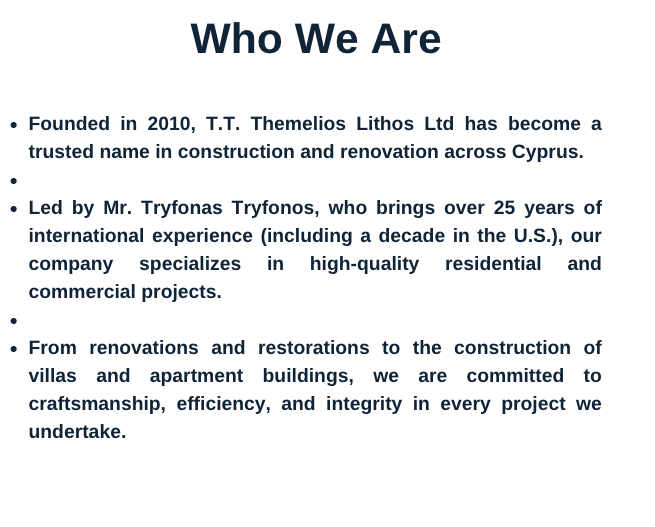 Who We Are
• Founded in 2010, T.T. Themelios Lithos Ltd has become a
trusted name in construction and renovation across Cyprus.
•
• Led by Mr. Tryfonas Tryfonos, who brings over 25 years of
international experience (including a decade in the U.S.), our
company specializes in high-quality residential and
commercial projects.
•
• From renovations and restorations to the construction of
villas and apartment buildings, we are committed to
craftsmanship, efficiency, and integrity in every project we
undertake.